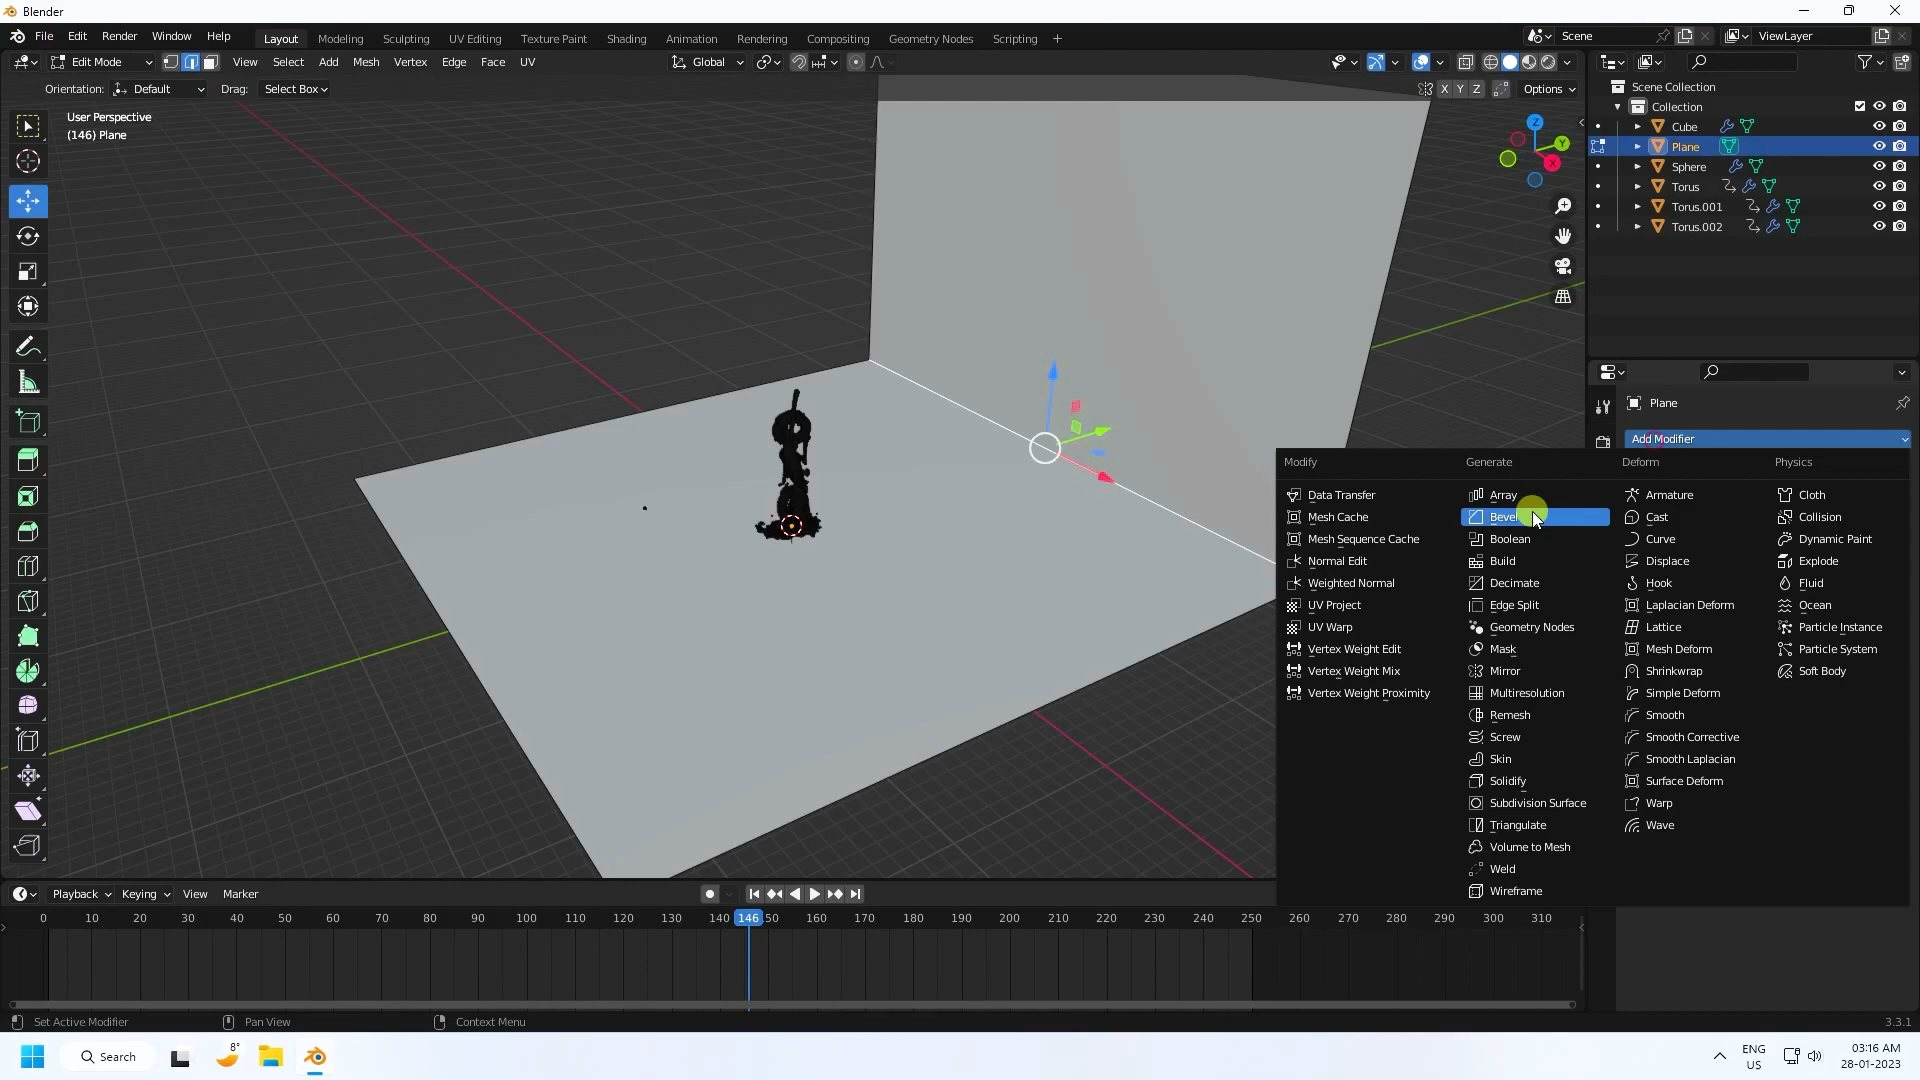 Blender
File Edit Render Window Help
Layout Modeling Sculpting UV Editing Texture Paint Shading Animation Rendering Compositing Geometry Nodes Scripting +
Scene
ViewLayer
Edit Mode View Select Add Mesh Vertex Edge Face UV
Global
Orientation: Default Drag: Select Box
X Y Z Options
User Perspective
(146) Plane
Z
Y
X
Scene Collection
Collection
Cube
Plane
Sphere
Torus
Torus.001
Torus.002
Plane
Add Modifier
Modify Generate Deform Physics
Data Transfer Array Armature Cloth
Mesh Cache Bevel Cast Collision
Mesh Sequence Cache Boolean Curve Dynamic Paint
Normal Edit Build Displace Explode
Weighted Normal Decimate Hook Fluid
UV Project Edge Split Laplacian Deform Ocean
UV Warp Geometry Nodes Lattice Particle Instance
Vertex Weight Edit Mask Mesh Deform Particle System
Vertex Weight Mix Mirror Shrinkwrap Soft Body
Vertex Weight Proximity Multiresolution Simple Deform
Remesh Smooth
Screw Smooth Corrective
Skin Smooth Laplacian
Solidify Surface Deform
Subdivision Surface Warp
Triangulate Wave
Volume to Mesh
Weld
Wireframe
Playback Keying View Marker
0 10 20 30 40 50 60 70 80 90 100 110 120 130 140 146 50 160 170 180 190 200 210 220 230 240 250 260 270 280 290 300 310
Set Active Modifier Pan View Context Menu
3.3.1
Search
8°
ENG
US
03:16 AM
28-01-2023